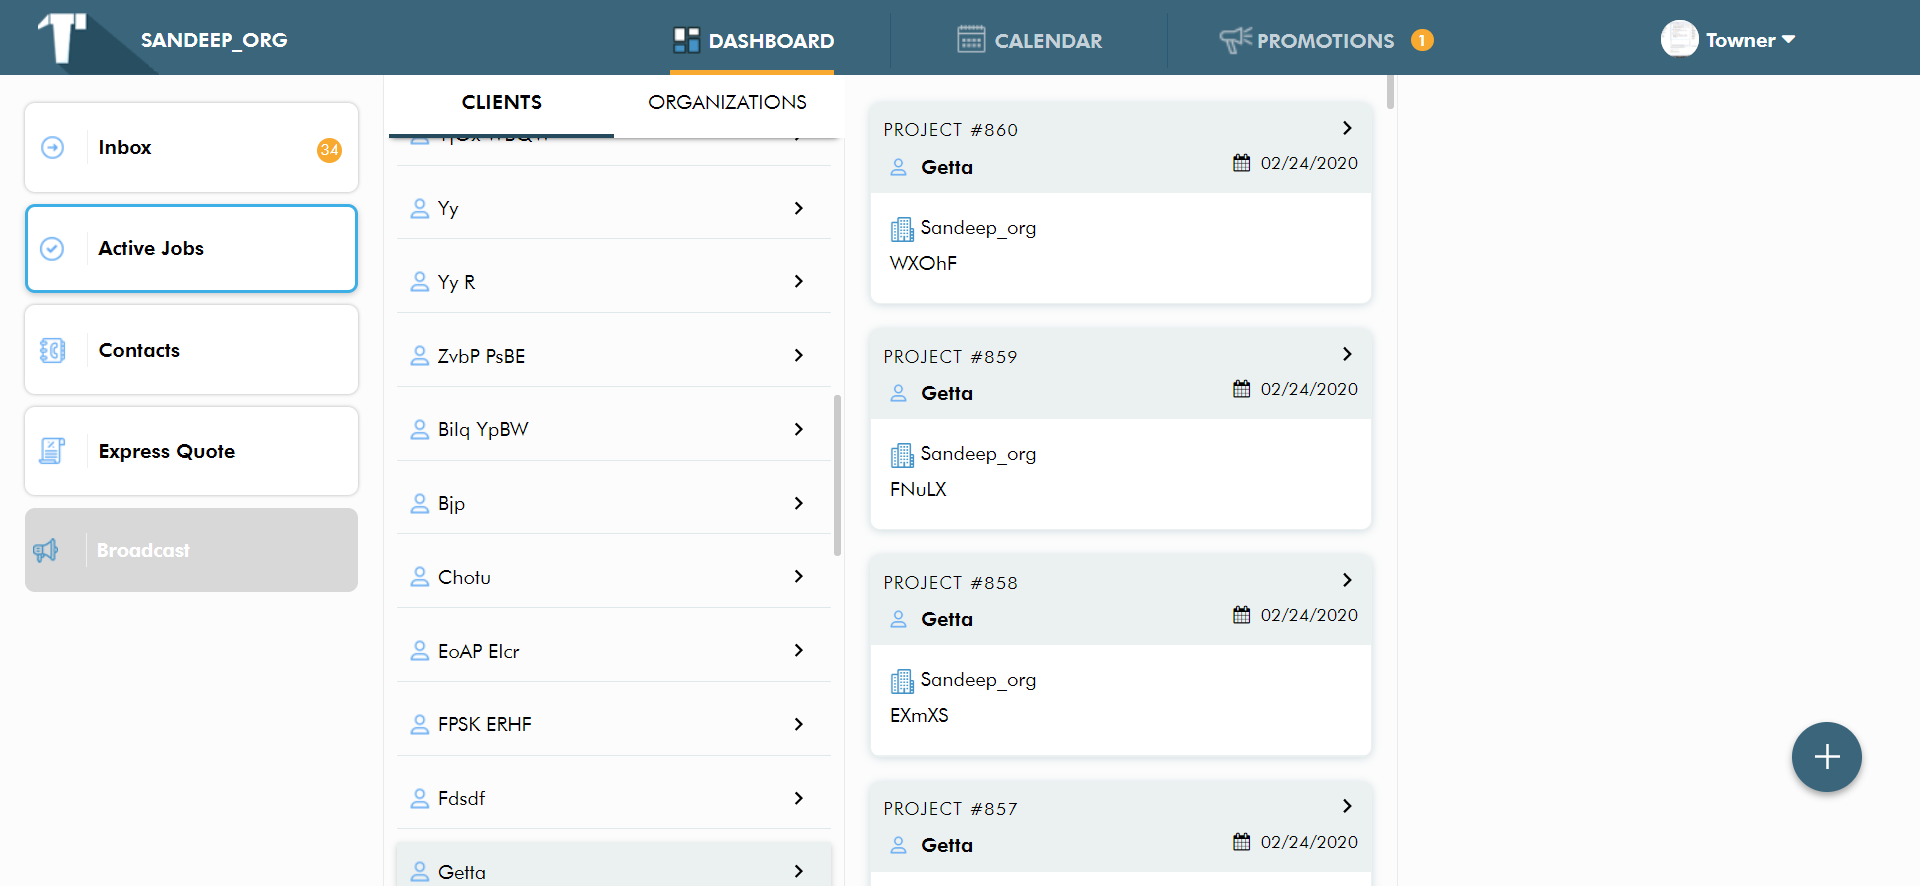 SANDEEP_ORG
DASHBOARD
CALENDAR
PROMOTIONS 1
Towner
Inbox 34
Active Jobs
Contacts
Express Quote
Broadcast
CLIENTS
ORGANIZATIONS
Yy
Yy R
ZvbP PsBE
Bilq YpBW
Bjp
Chotu
EoAP Elcr
FPSK ERHF
Fdsdf
Getta
PROJECT #860
Getta 02/24/2020
Sandeep_org
WXOhF
PROJECT #859
Getta 02/24/2020
Sandeep_org
FNuLX
PROJECT #858
Getta 02/24/2020
Sandeep_org
EXmXS
PROJECT #857
Getta 02/24/2020